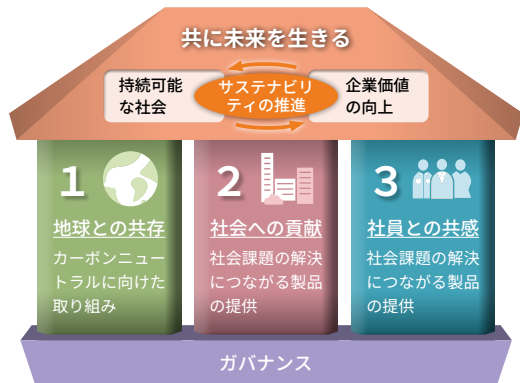 共に未来を生きる
持続可能
な社会
サステナビリ
ティの推進
企業価値
の向上
1
地球との共存
カーボンニュー
トラルに向けた
取り組み
2
社会への貢献
社会課題の解決
につながる製品
の提供
3
社員との共感
社会課題の解決
につながる製品
の提供
ガバナンス